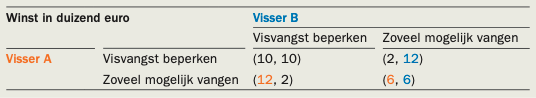 Winst in duizend euro Visser B
Visvangst beperken Zoveel mogelijk vangen
Visser A Visvangst beperken (10, 10) (2, 12)
Zoveel mogelijk vangen (12, 2) (6, 6)